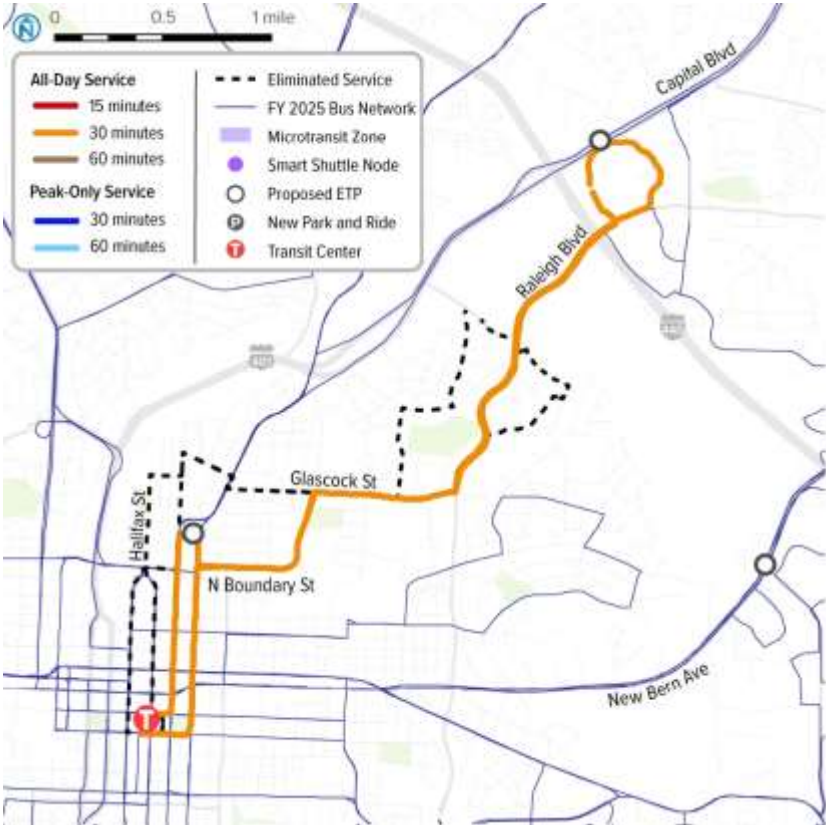 N
0 0.5 1 mile
All-Day Service
15 minutes
30 minutes
60 minutes
Peak-Only Service
30 minutes
60 minutes
Eliminated Service
FY 2025 Bus Network
Microtransit Zone
Smart Shuttle Node
Proposed ETP
P New Park and Ride
T Transit Center
Capital Blvd
Raleigh Blvd
Glascock St
Halifax St
N Boundary St
New Bern Ave
T